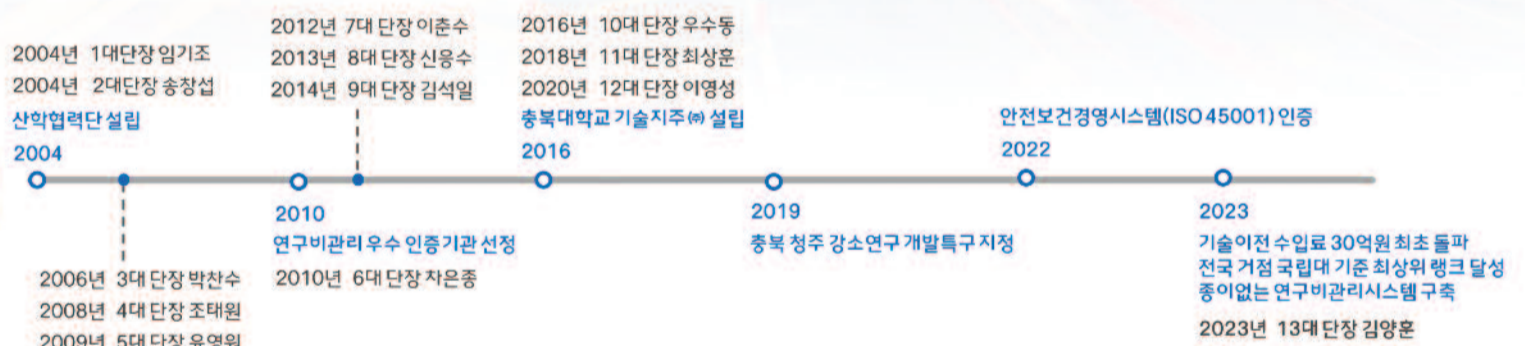 2004년 1대단장 임기조
2004년 2대단장 송창섭
산학협력단 설립
2004
2006년 3대 단장 박찬수
2008년 4대 단장 조태원
2009년 5대 단장 유영원
2010
연구비관리 우수 인증기관 선정
2010년 6대 단장 차은종
2012년 7대 단장 이춘수
2013년 8대 단장 신응수
2014년 9대 단장 김석일
2016년 10대 단장 우수동
2018년 11대 단장 최상훈
2020년 12대 단장 이영성
충북대학교 기술지주㈜ 설립
2016
2019
충북 청주 강소연구 개발특구 지정
안전보건경영시스템(ISO 45001) 인증
2022
2023
기술이전 수입료 30억원 최초 돌파
전국 거점 국립대 기준 최상위 랭크 달성
종이없는 연구비관리시스템 구축
2023년 13대 단장 김양훈